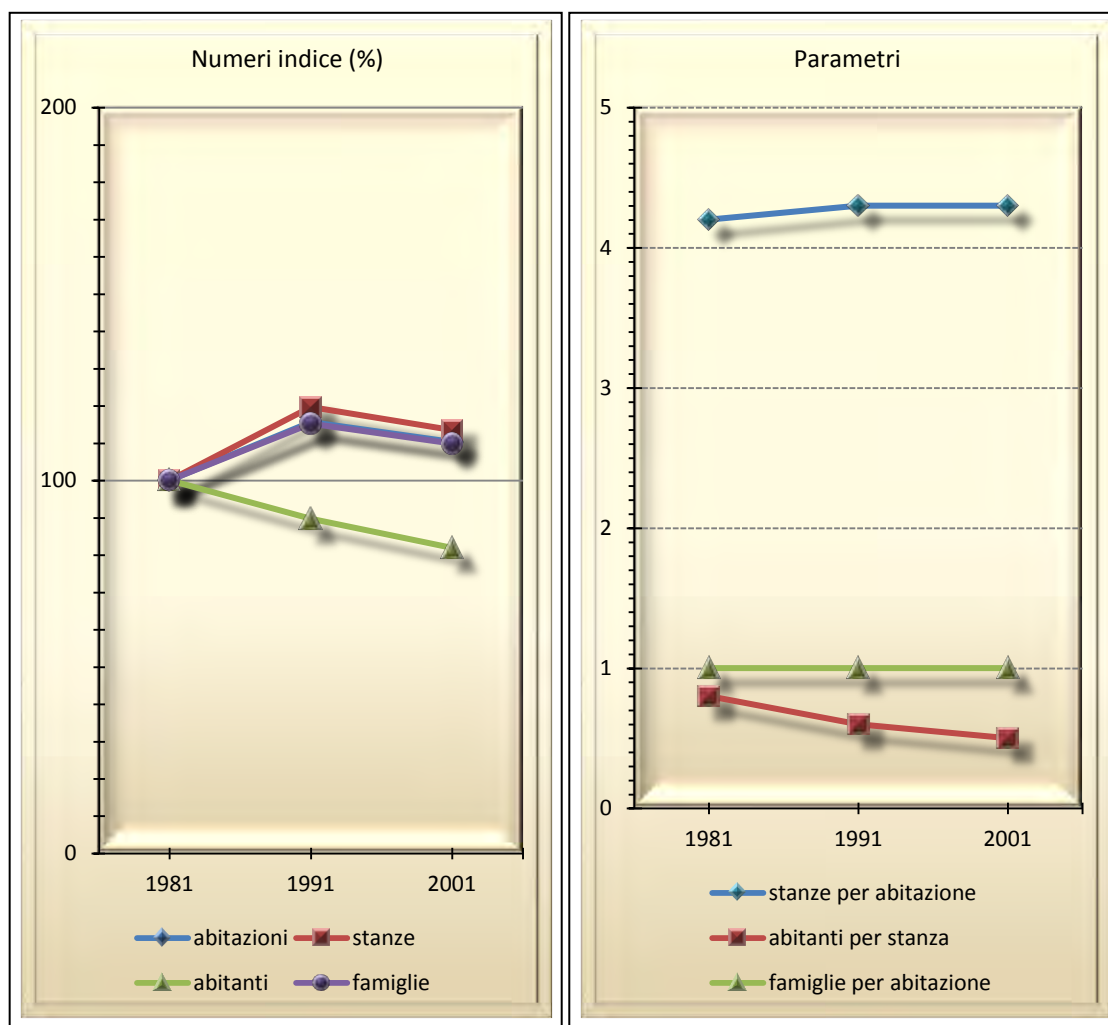 Numeri indice (%)
200
100
0
1981 1991 2001
abitazioni stanze
abitanti famiglie
Parametri
5
4
3
2
1
0
1981 1991 2001
stanze per abitazione
abitanti per stanza
famiglie per abitazione